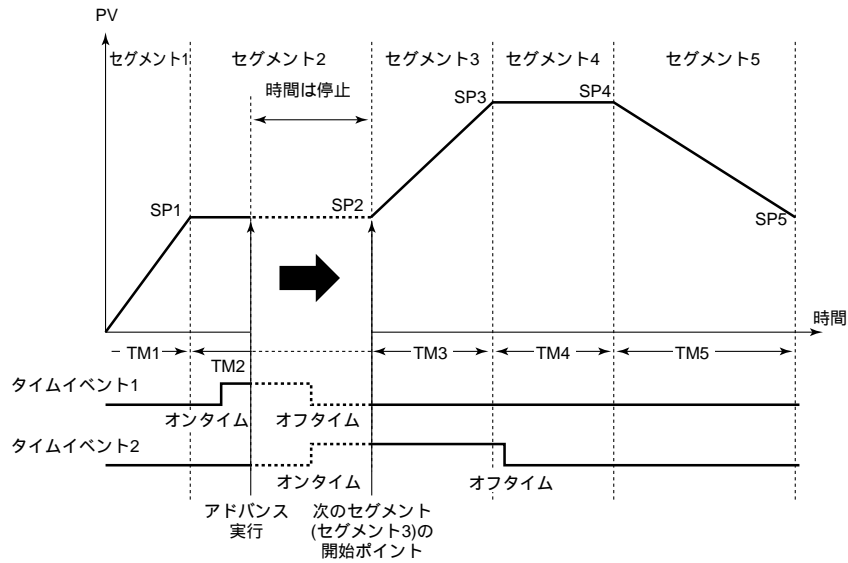 PV
セグメント1
セグメント2
セグメント3
セグメント4
セグメント5
時間は停止
SP3
SP4
SP1
SP2
SP5
時間
TM1
TM2
TM3
TM4
TM5
タイムイベント1
オンタイム
オフタイム
タイムイベント2
オンタイム
オフタイム
アドバンス
実行
次のセグメント
(セグメント3)の
開始ポイント